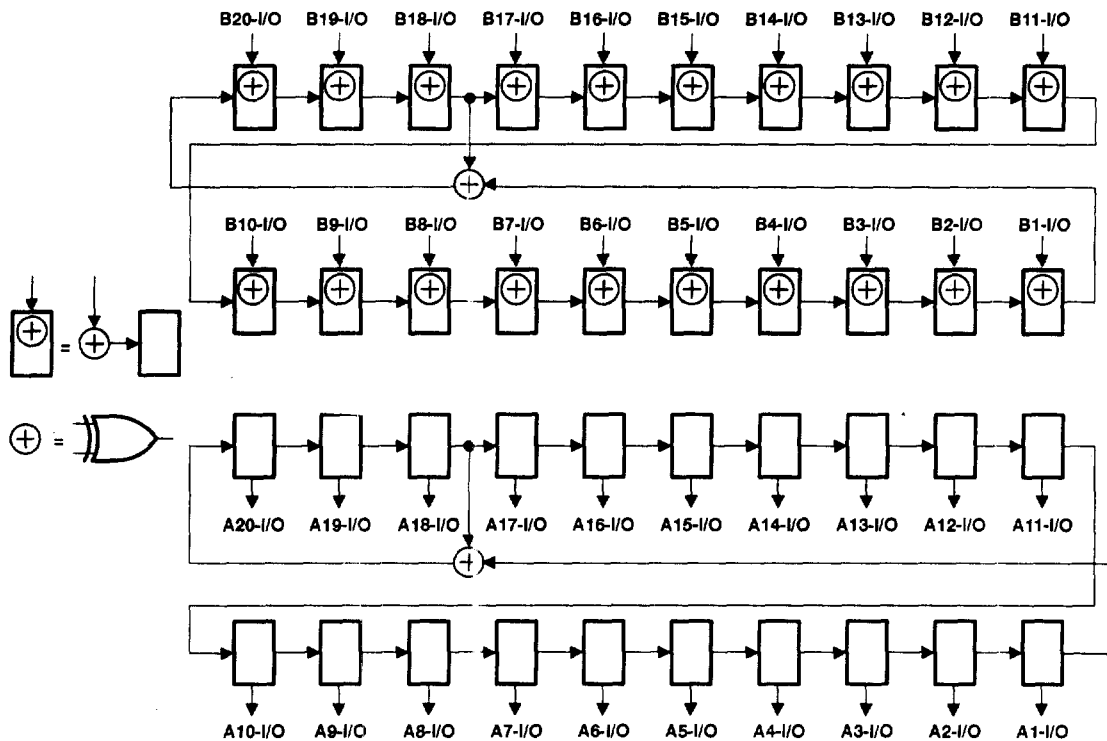 B20-I/O B19-I/O B18-I/O B17-I/O B16-I/O B15-I/O B14-I/O B13-I/O B12-I/O B11-I/O
B10-I/O B9-I/O B8-I/O B7-I/O B6-I/O B5-I/O B4-I/O B3-I/O B2-I/O B1-I/O
=
=
A20-I/O A19-I/O A18-I/O A17-I/O A16-I/O A15-I/O A14-I/O A13-I/O A12-I/O A11-I/O
A10-I/O A9-I/O A8-I/O A7-I/O A6-I/O A5-I/O A4-I/O A3-I/O A2-I/O A1-I/O